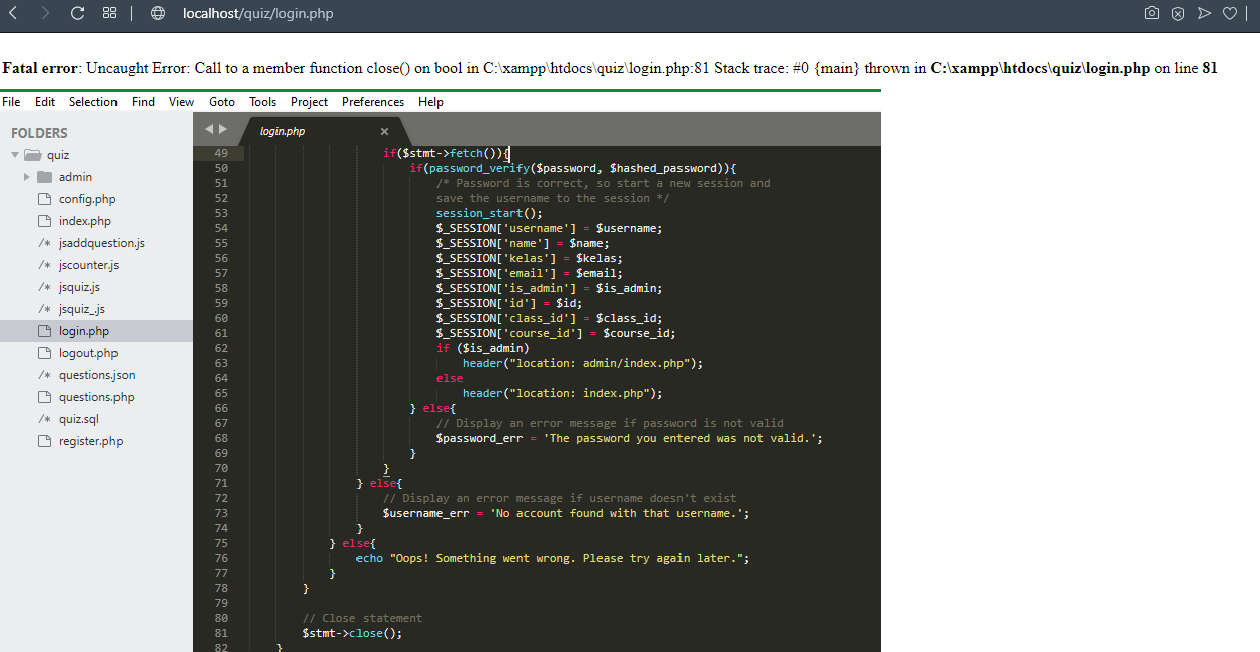 localhost/quiz/login.php
Fatal error: Uncaught Error: Call to a member function close() on bool in C:\xampp\htdocs\quiz\login.php:81 Stack trace: #0 {main} thrown in C:\xampp\htdocs\quiz\login.php on line 81
File Edit Selection Find View Goto Tools Project Preferences Help
FOLDERS
quiz
admin
config.php
index.php
/* jsaddquestion.js
/* jscounter.js
/* jsquiz.js
/* jsquiz_.js
login.php
logout.php
/* questions.json
questions.php
/* quiz.sql
register.php
login.php ×
49 if($stmt->fetch()){
50 if(password_verify($password, $hashed_password)){
51 /* Password is correct, so start a new session and
52 save the username to the session */
53 session_start();
54 $_SESSION['username'] = $username;
55 $_SESSION['name'] = $name;
56 $_SESSION['kelas'] = $kelas;
57 $_SESSION['email'] = $email;
58 $_SESSION['is_admin'] = $is_admin;
59 $_SESSION['id'] = $id;
60 $_SESSION['class_id'] = $class_id;
61 $_SESSION['course_id'] = $course_id;
62 if ($is_admin)
63 header("location: admin/index.php");
64 else
65 header("location: index.php");
66 } else{
67 // Display an error message if password is not valid
68 $password_err = 'The password you entered was not valid.';
69 }
70 }
71 } else{
72 // Display an error message if username doesn't exist
73 $username_err = 'No account found with that username.';
74 }
75 } else{
76 echo "Oops! Something went wrong. Please try again later.";
77 }
78 }
79
80 // Close statement
81 $stmt->close();
82 }